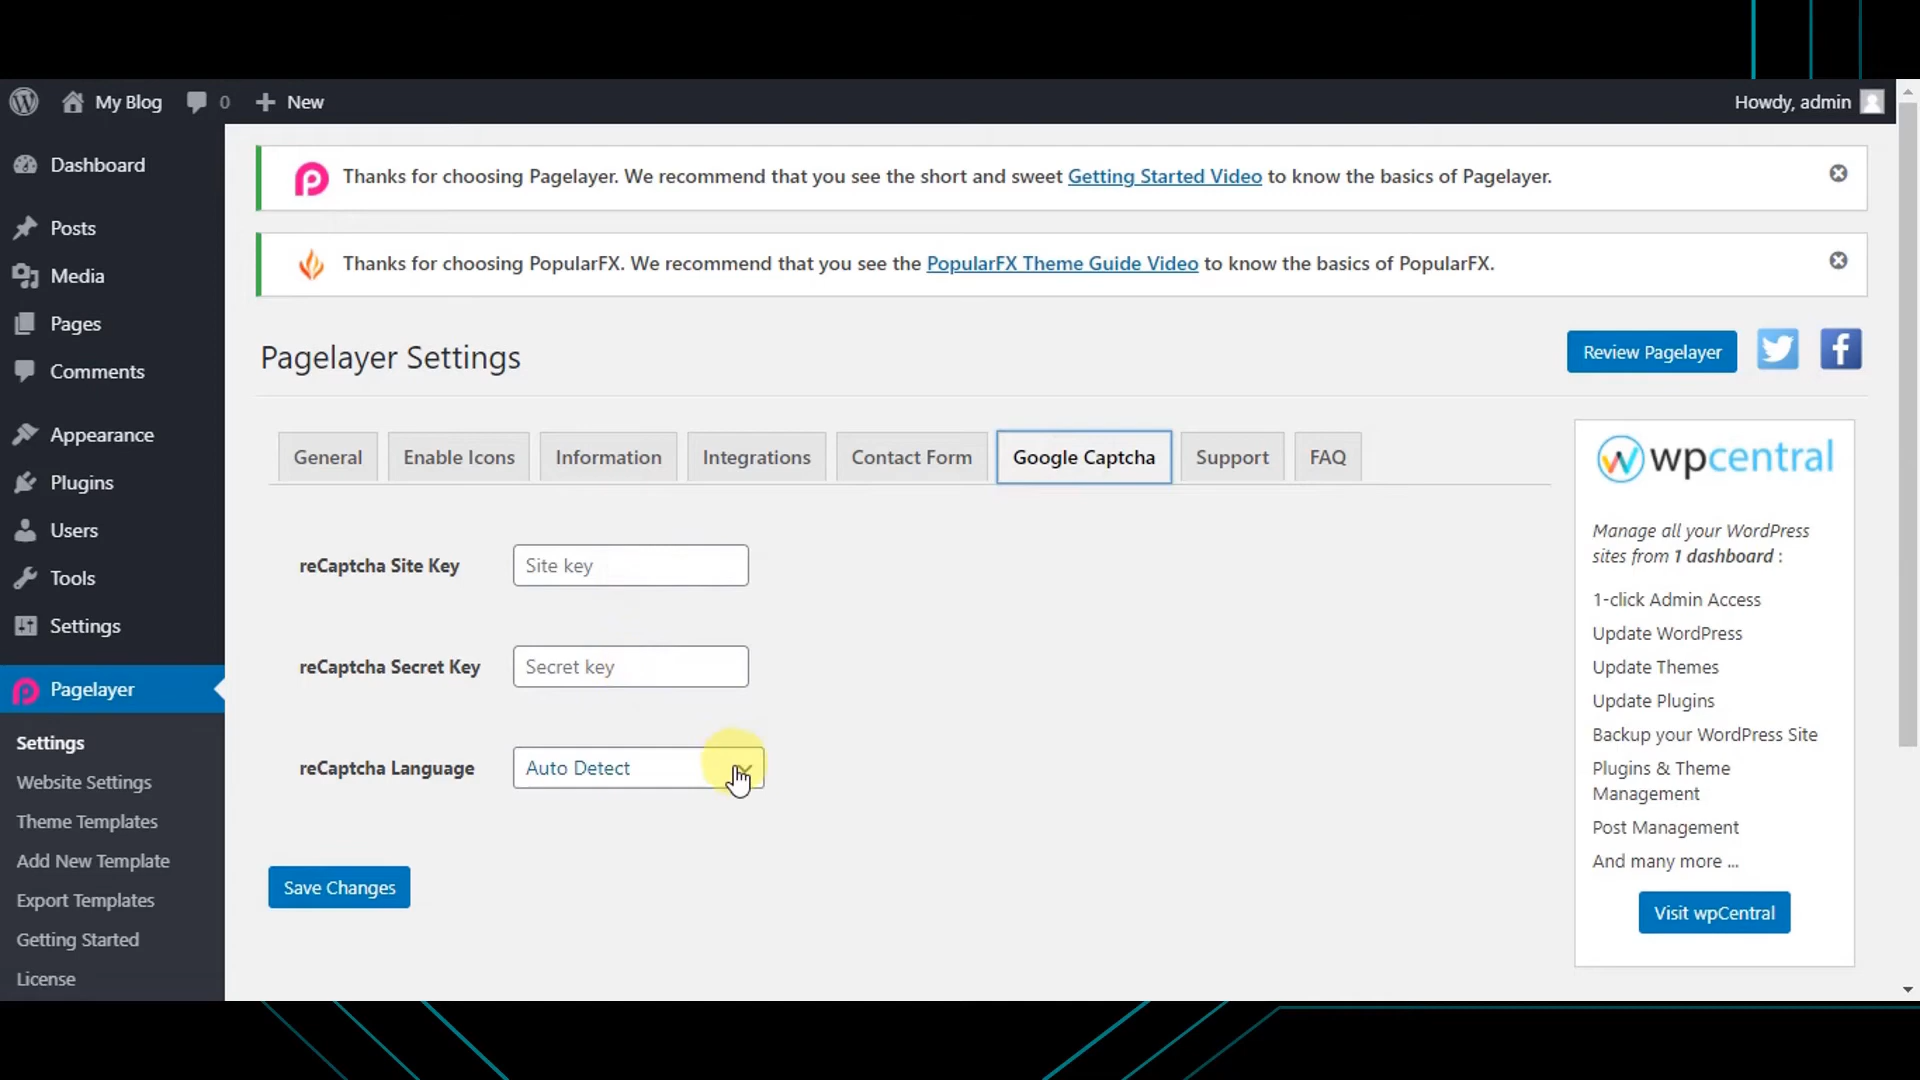 My Blog 0 New Howdy, admin
Dashboard
Posts
Media
Pages
Comments
Appearance
Plugins
Users
Tools
Settings
Pagelayer
Settings
Website Settings
Theme Templates
Add New Template
Export Templates
Getting Started
License
Thanks for choosing Pagelayer. We recommend that you see the short and sweet Getting Started Video to know the basics of Pagelayer.
Thanks for choosing PopularFX. We recommend that you see the PopularFX Theme Guide Video to know the basics of PopularFX.
Pagelayer Settings
Review Pagelayer
General Enable Icons Information Integrations Contact Form Google Captcha Support FAQ
reCaptcha Site Key Site key
reCaptcha Secret Key Secret key
reCaptcha Language Auto Detect
Save Changes
wpcentral
Manage all your WordPress
sites from 1 dashboard :
1-click Admin Access
Update WordPress
Update Themes
Update Plugins
Backup your WordPress Site
Plugins & Theme
Management
Post Management
And many more ...
Visit wpCentral